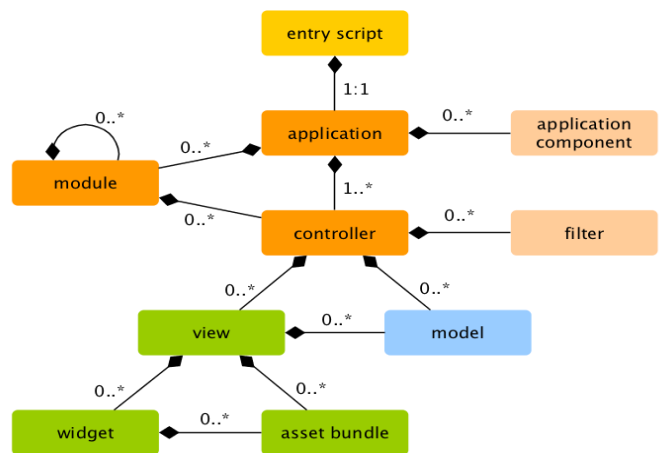 entry script
1:1
0..*
0..*
application
0..*
application
component
module
0..*
1..*
controller
0..*
filter
0..*
0..*
view
0..*
model
0..*
0..*
widget
0..*
asset bundle